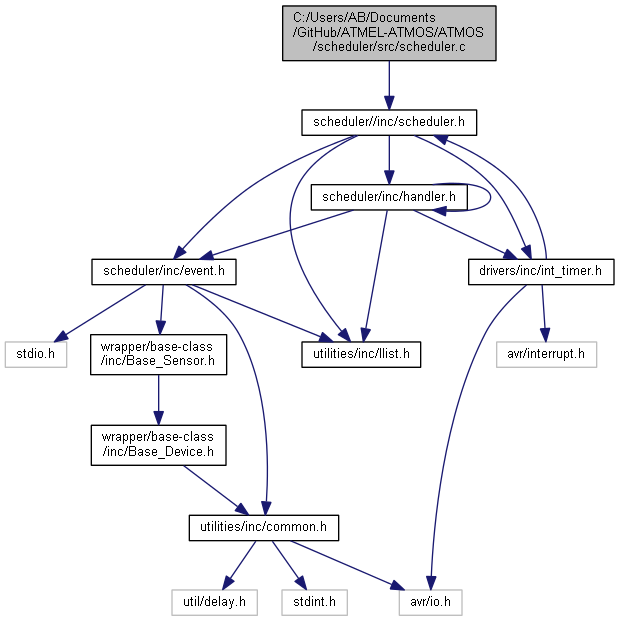 C:/Users/AB/Documents
/GitHub/ATMEL-ATMOS/ATMOS
/scheduler/src/scheduler.c
scheduler//inc/scheduler.h
scheduler/inc/handler.h
scheduler/inc/event.h
drivers/inc/int_timer.h
stdio.h
wrapper/base-class
/inc/Base_Sensor.h
utilities/inc/llist.h
avr/interrupt.h
wrapper/base-class
/inc/Base_Device.h
utilities/inc/common.h
util/delay.h
stdint.h
avr/io.h